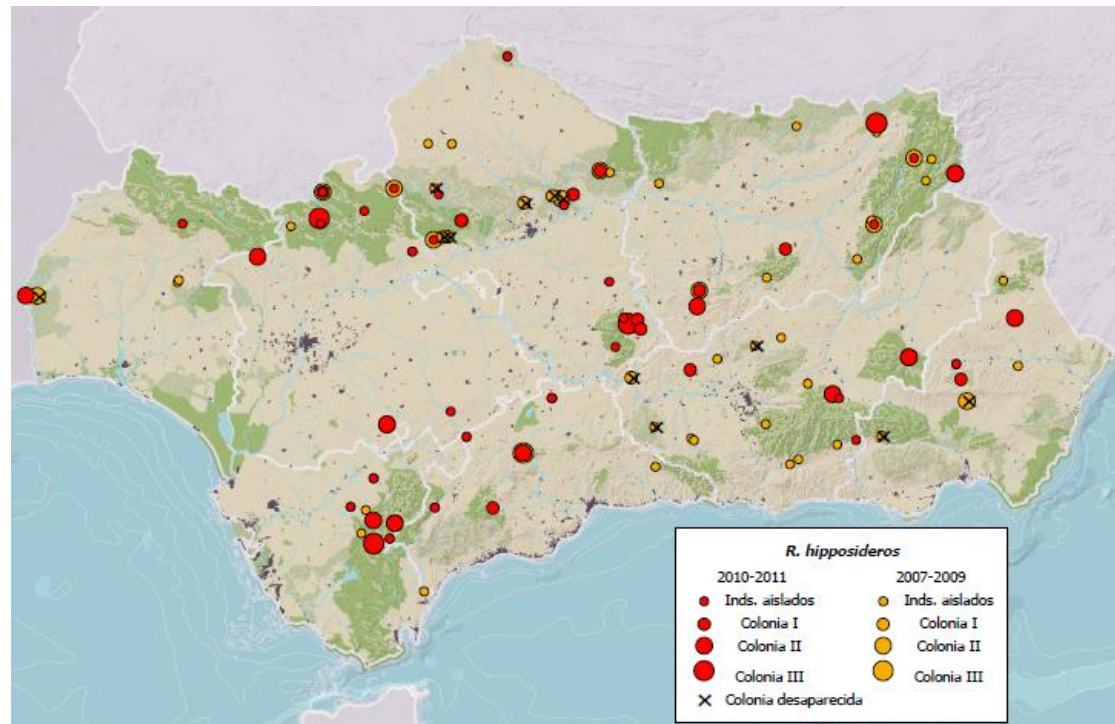 R. hipposideros
2010-2011 2007-2009
Inds. aislados Inds. aislados
Colonia I Colonia I
Colonia II Colonia II
Colonia III Colonia III
Colonia desaparecida